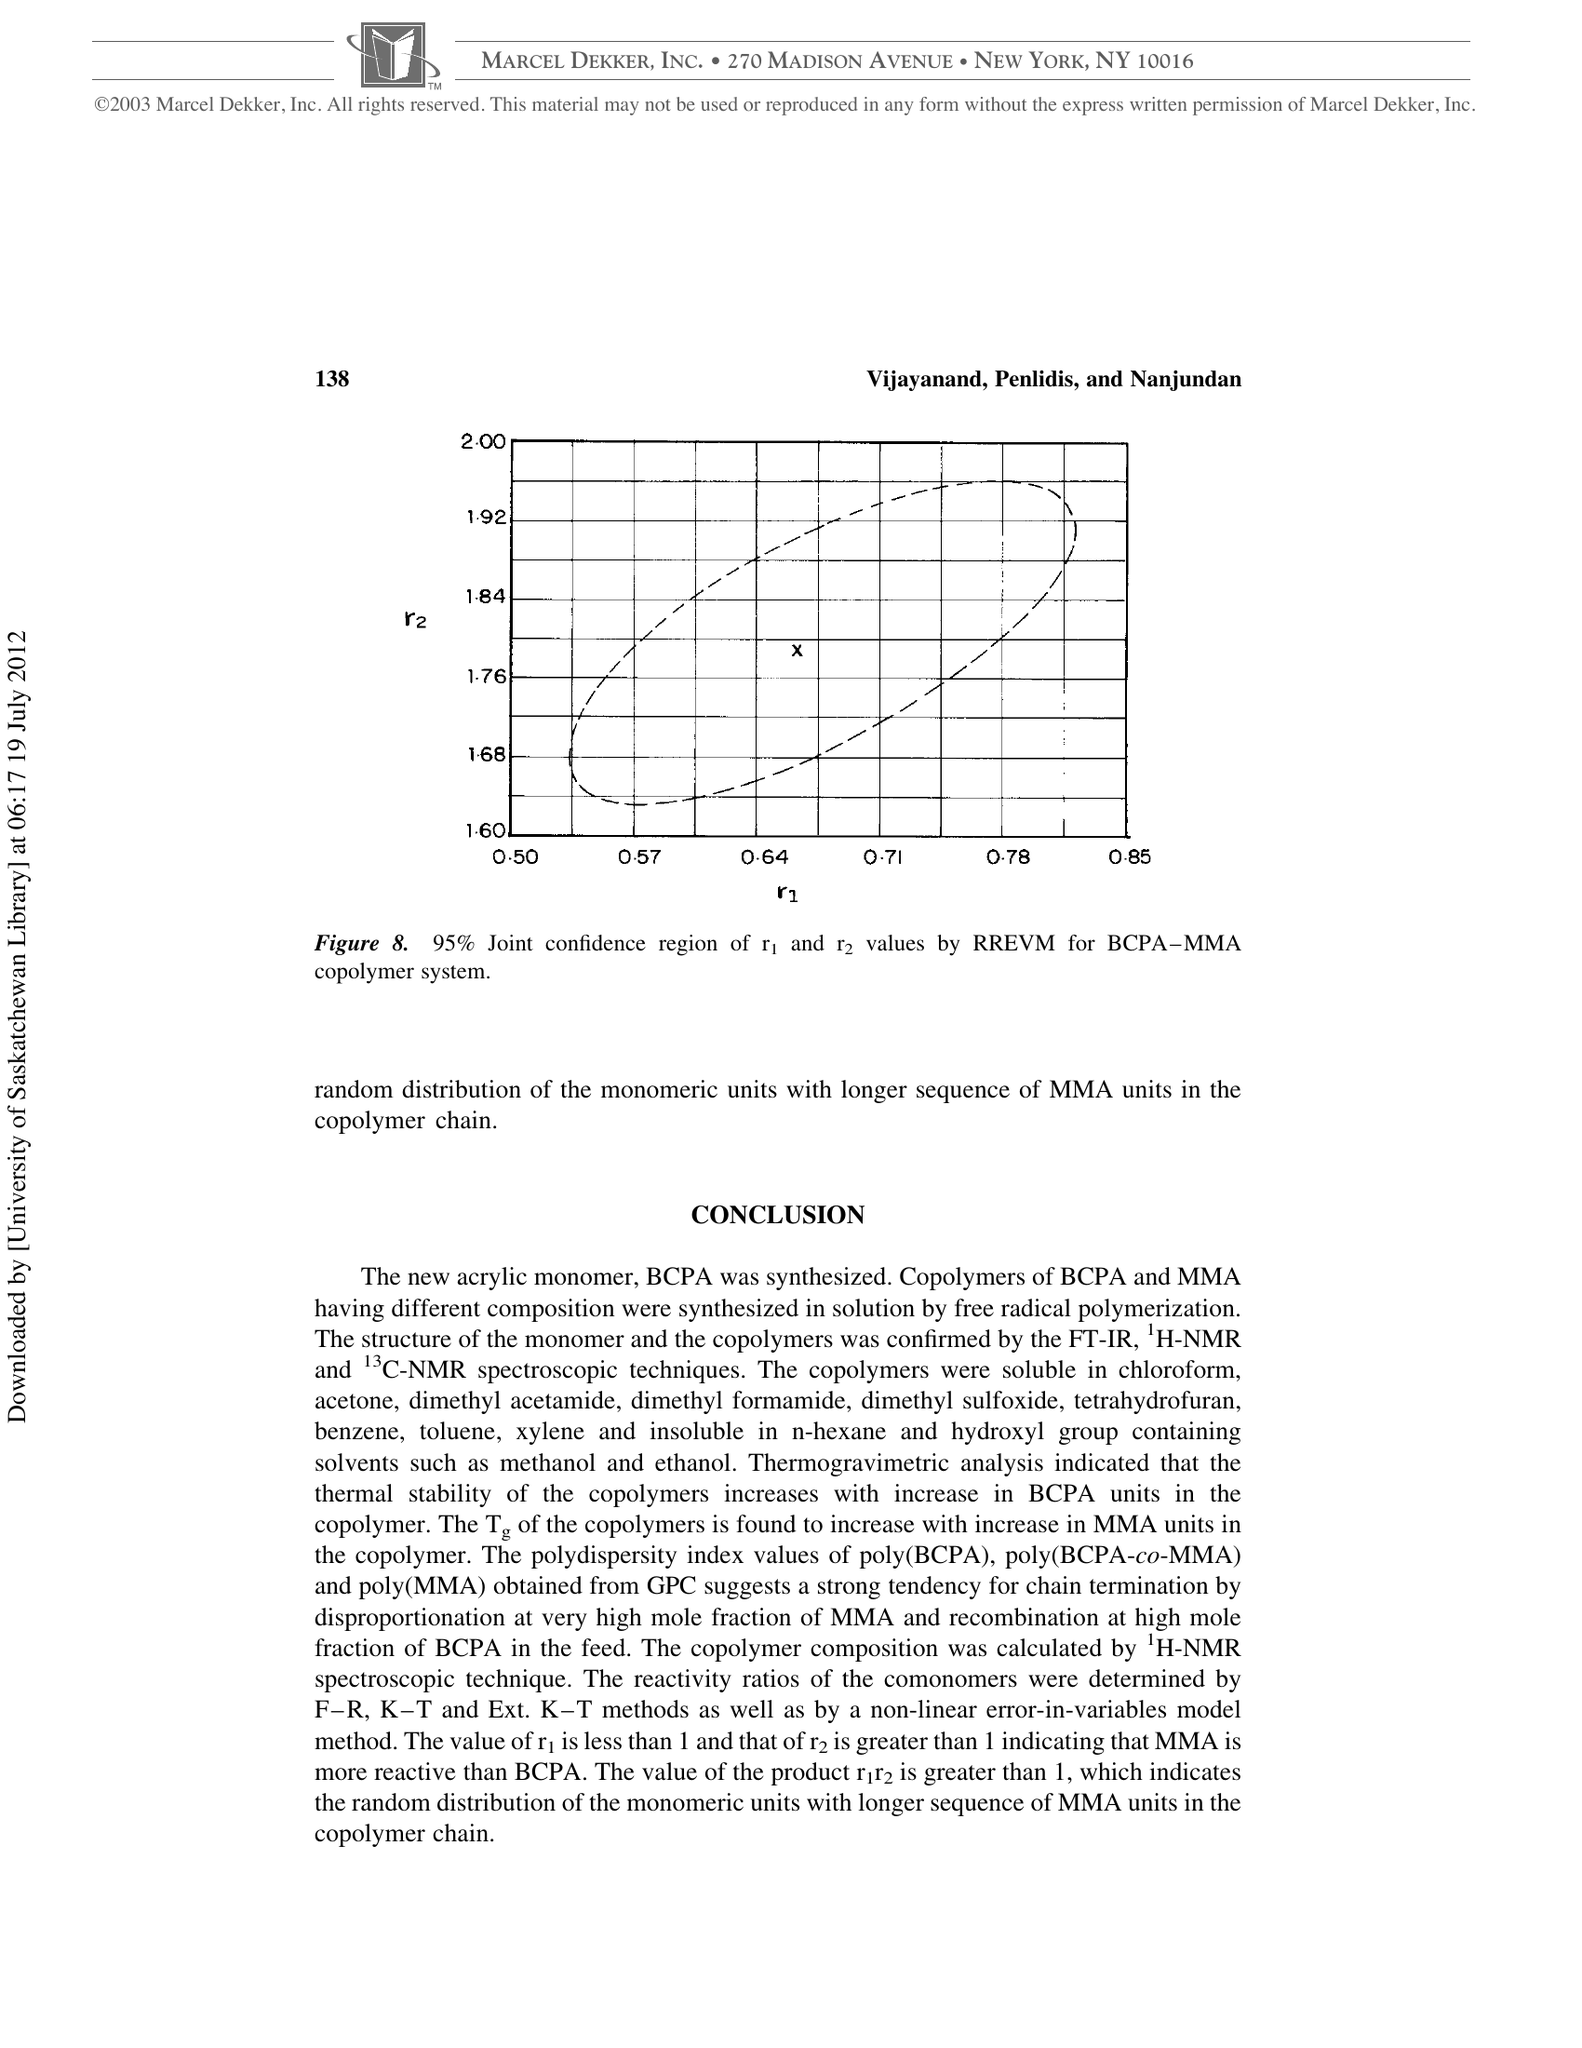 MARCEL DEKKER, INC. • 270 MADISON AVENUE • NEW YORK, NY 10016
TM
©2003 Marcel Dekker, Inc. All rights reserved. This material may not be used or reproduced in any form without the express written permission of Marcel Dekker, Inc.
138 Vijayanand, Penlidis, and Nanjundan
2·00
1·92
1·84
r₂
1·76
1·68
1·60
0·50 0·57 0·64 0·71 0·78 0·85
r₁
Figure 8. 95% Joint confidence region of r₁ and r₂ values by RREVM for BCPA–MMA
copolymer system.
random distribution of the monomeric units with longer sequence of MMA units in the
copolymer chain.
CONCLUSION
The new acrylic monomer, BCPA was synthesized. Copolymers of BCPA and MMA
having different composition were synthesized in solution by free radical polymerization.
The structure of the monomer and the copolymers was confirmed by the FT-IR, ¹H-NMR
and ¹³C-NMR spectroscopic techniques. The copolymers were soluble in chloroform,
acetone, dimethyl acetamide, dimethyl formamide, dimethyl sulfoxide, tetrahydrofuran,
benzene, toluene, xylene and insoluble in n-hexane and hydroxyl group containing
solvents such as methanol and ethanol. Thermogravimetric analysis indicated that the
thermal stability of the copolymers increases with increase in BCPA units in the
copolymer. The Tg of the copolymers is found to increase with increase in MMA units in
the copolymer. The polydispersity index values of poly(BCPA), poly(BCPA-co-MMA)
and poly(MMA) obtained from GPC suggests a strong tendency for chain termination by
disproportionation at very high mole fraction of MMA and recombination at high mole
fraction of BCPA in the feed. The copolymer composition was calculated by ¹H-NMR
spectroscopic technique. The reactivity ratios of the comonomers were determined by
F–R, K–T and Ext. K–T methods as well as by a non-linear error-in-variables model
method. The value of r₁ is less than 1 and that of r₂ is greater than 1 indicating that MMA is
more reactive than BCPA. The value of the product r₁r₂ is greater than 1, which indicates
the random distribution of the monomeric units with longer sequence of MMA units in the
copolymer chain.
Downloaded by [University of Saskatchewan Library] at 06:17 19 July 2012